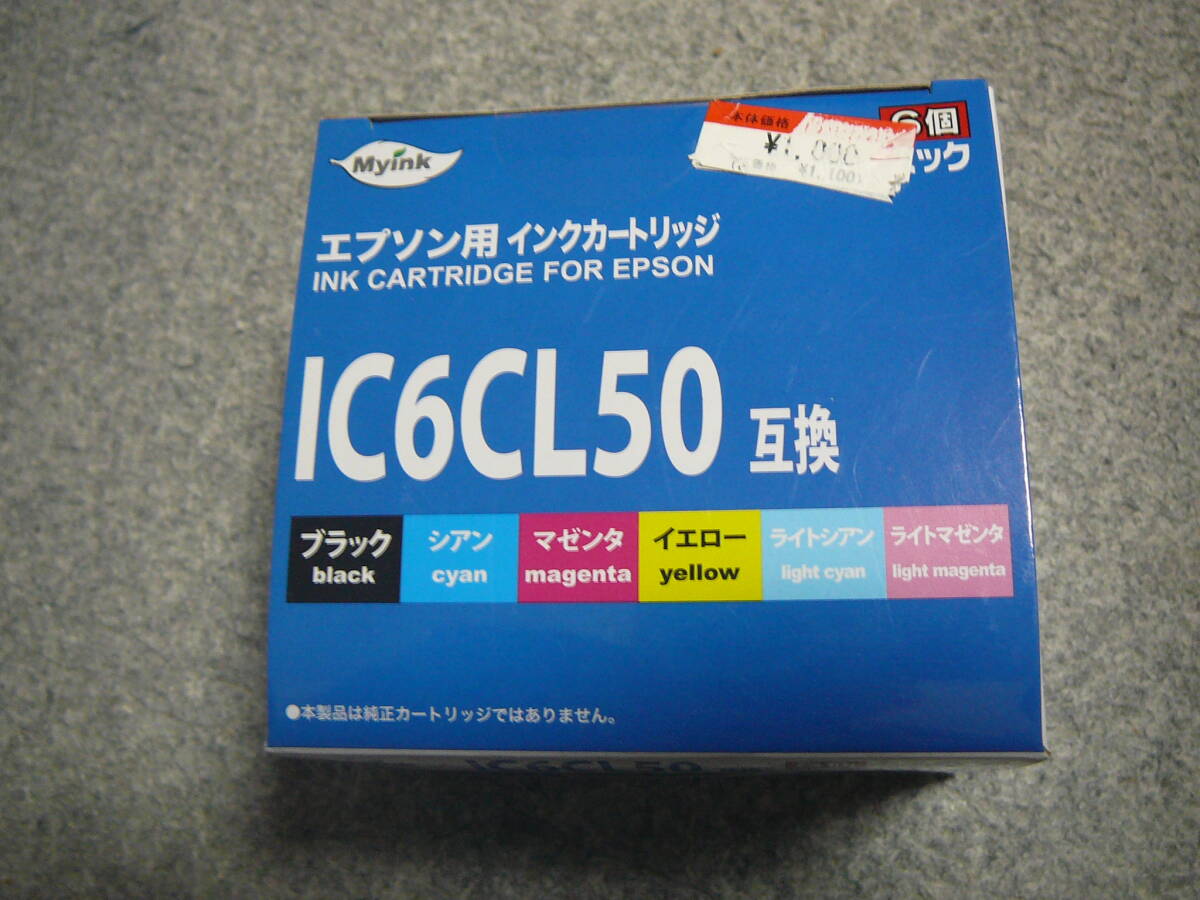 Myink
本体価格
¥1,000
価格 ¥1,100
6個
パック
エプソン用 インクカートリッジ
INK CARTRIDGE FOR EPSON
IC6CL50 互換
ブラック シアン マゼンタ イエロー ライトシアン ライトマゼンタ
black cyan magenta yellow light cyan light magenta
●本製品は純正カートリッジではありません。
IC6CL50